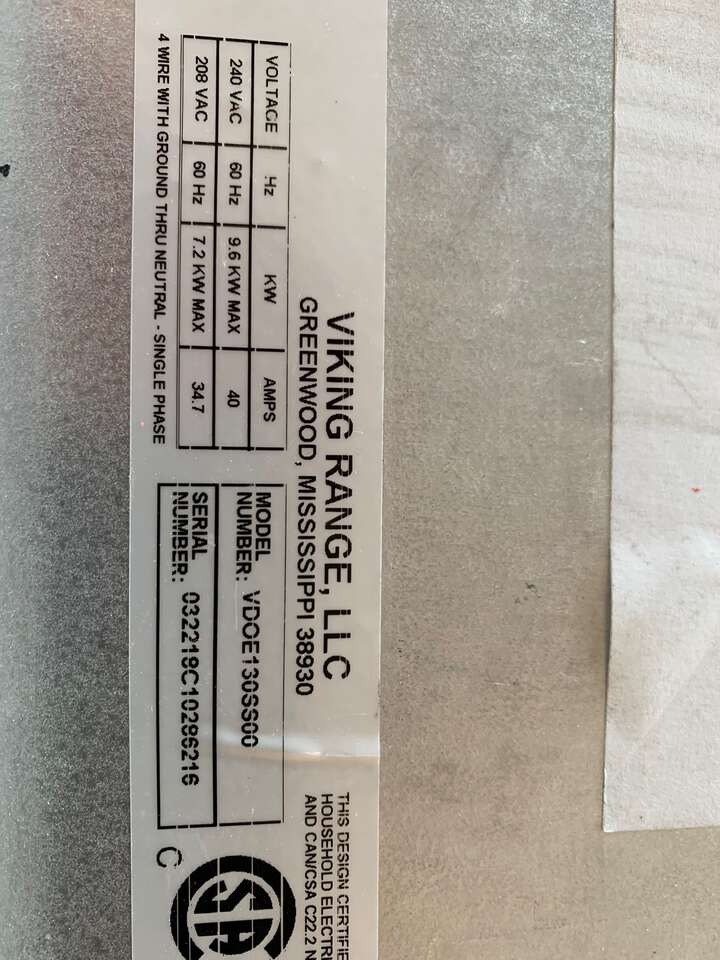 VIKING RANGE, LLC
GREENWOOD, MISSISSIPPI 38930
VOLTAGE Hz KW AMPS
240 VAC 60 Hz 9.6 KW MAX 40
208 VAC 60 Hz 7.2 KW MAX 34.7
4 WIRE WITH GROUND THRU NEUTRAL - SINGLE PHASE
MODEL
NUMBER: VDOE130SS00
SERIAL
NUMBER: 032218C10286216
THIS DESIGN CERTIFIE
HOUSEHOLD ELECTRI
AND CAN/CSA C22.2 N
C